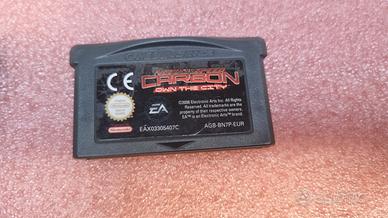 CARBON
OWN THE CITY
CE
EA
©2006 Electronic Arts Inc. All Rights
Reserved. All trademarks are the
property of their respective owners.
EA™ is an Electronic Arts™ brand.
Nintendo
EAX03305407C
AGB-BN7P-EUR